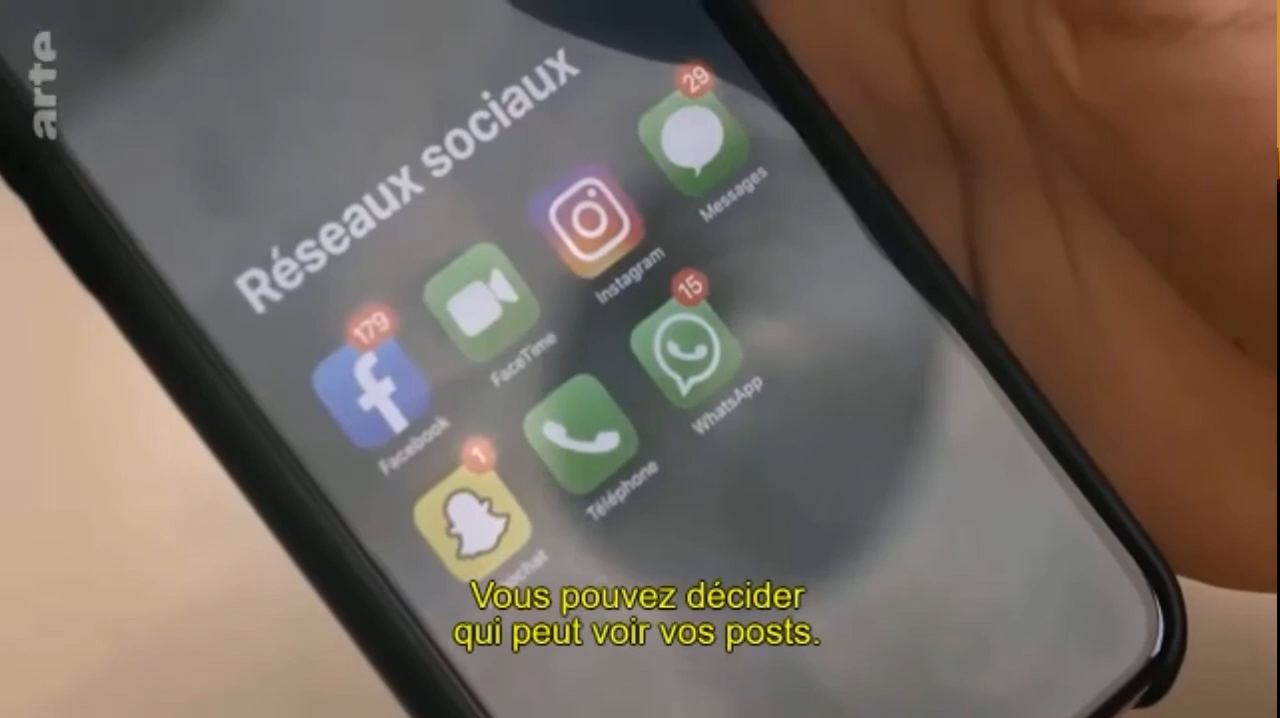 arte
Réseaux sociaux
179
Facebook
FaceTime
Instagram
29
Messages
1
Téléphone
15
WhatsApp
Vous pouvez décider
qui peut voir vos posts.